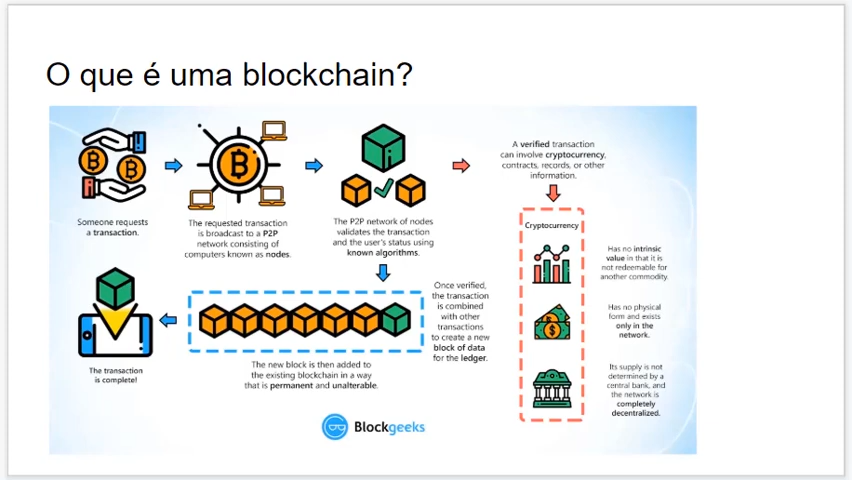 O que é uma blockchain?
Someone requests
a transaction.
The requested transaction
is broadcast to a P2P
network consisting of
computers known as nodes.
The P2P network of nodes
validates the transaction
and the user's status using
known algorithms.
A verified transaction
can involve cryptocurrency,
contracts, records, or other
information.
Cryptocurrency
Has no intrinsic
value in that it is
not redeemable for
another commodity.
Has no physical
form and exists
only in the
network.
Its supply is not
determined by a
central bank, and
the network is
completely
decentralized.
Once verified,
the transaction
is combined
with other
transactions
to create a new
block of data
for the ledger.
The new block is then added to
the existing blockchain in a way
that is permanent and unalterable.
The transaction
is complete!
Blockgeeks